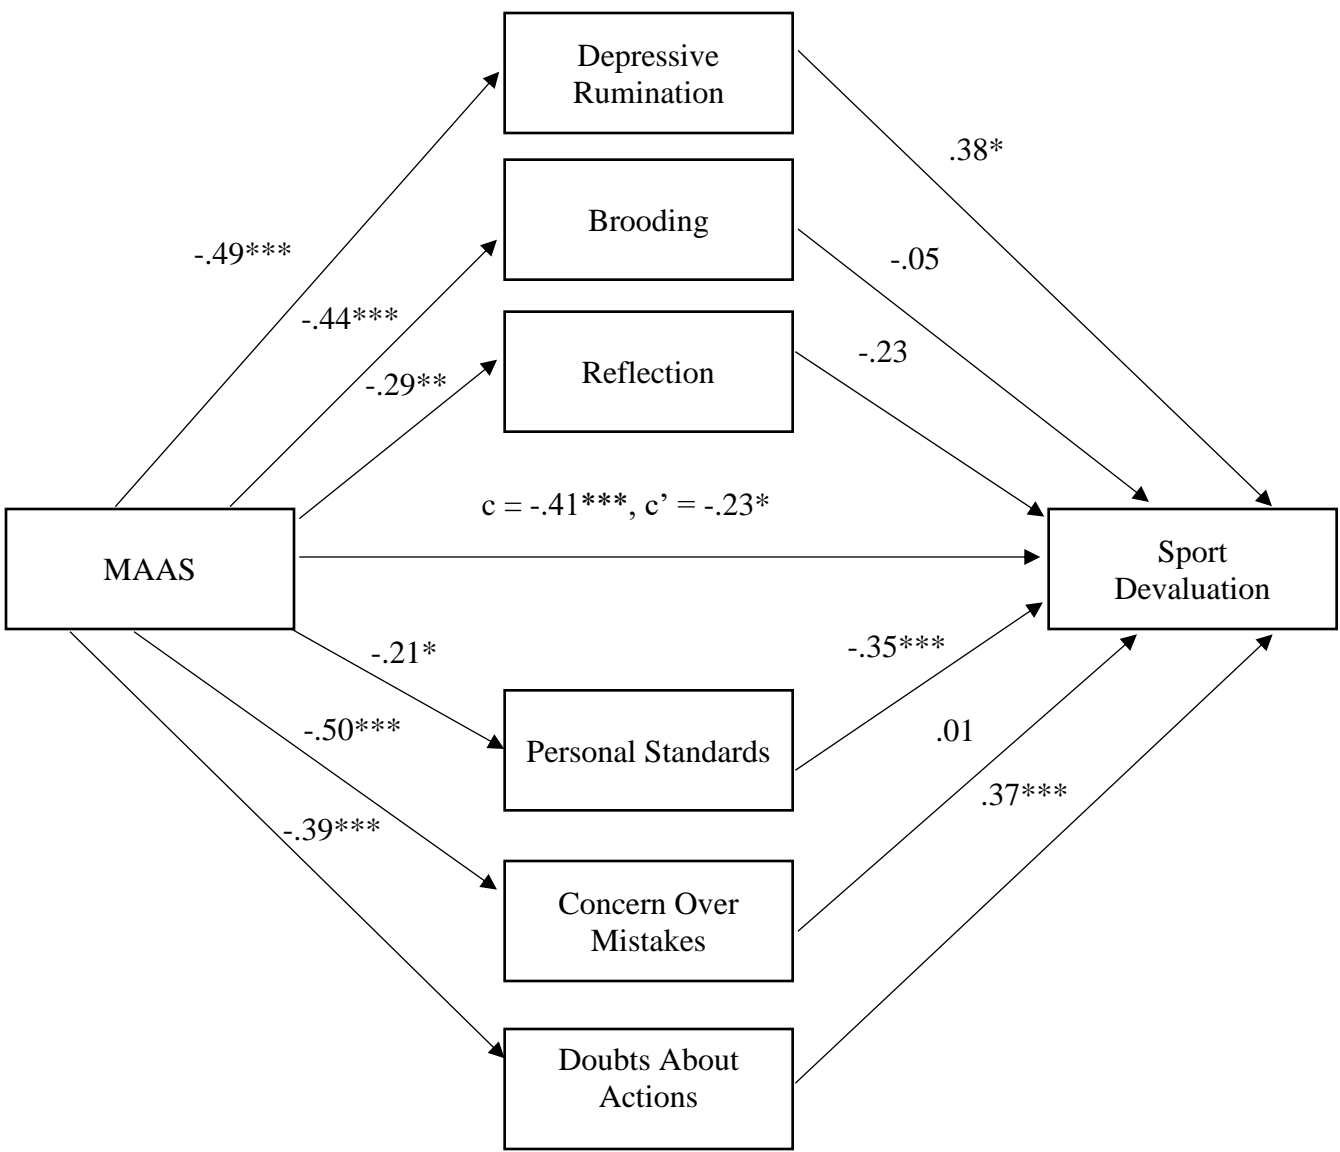 Depressive
Rumination
.38*
Brooding
-.49***
-.05
-.44***
-.23
Reflection
-.29**
c = -.41***, c’ = -.23*
MAAS
Sport
Devaluation
-.21*
-.35***
-.50***
.01
Personal Standards
.37***
-.39***
Concern Over
Mistakes
Doubts About
Actions